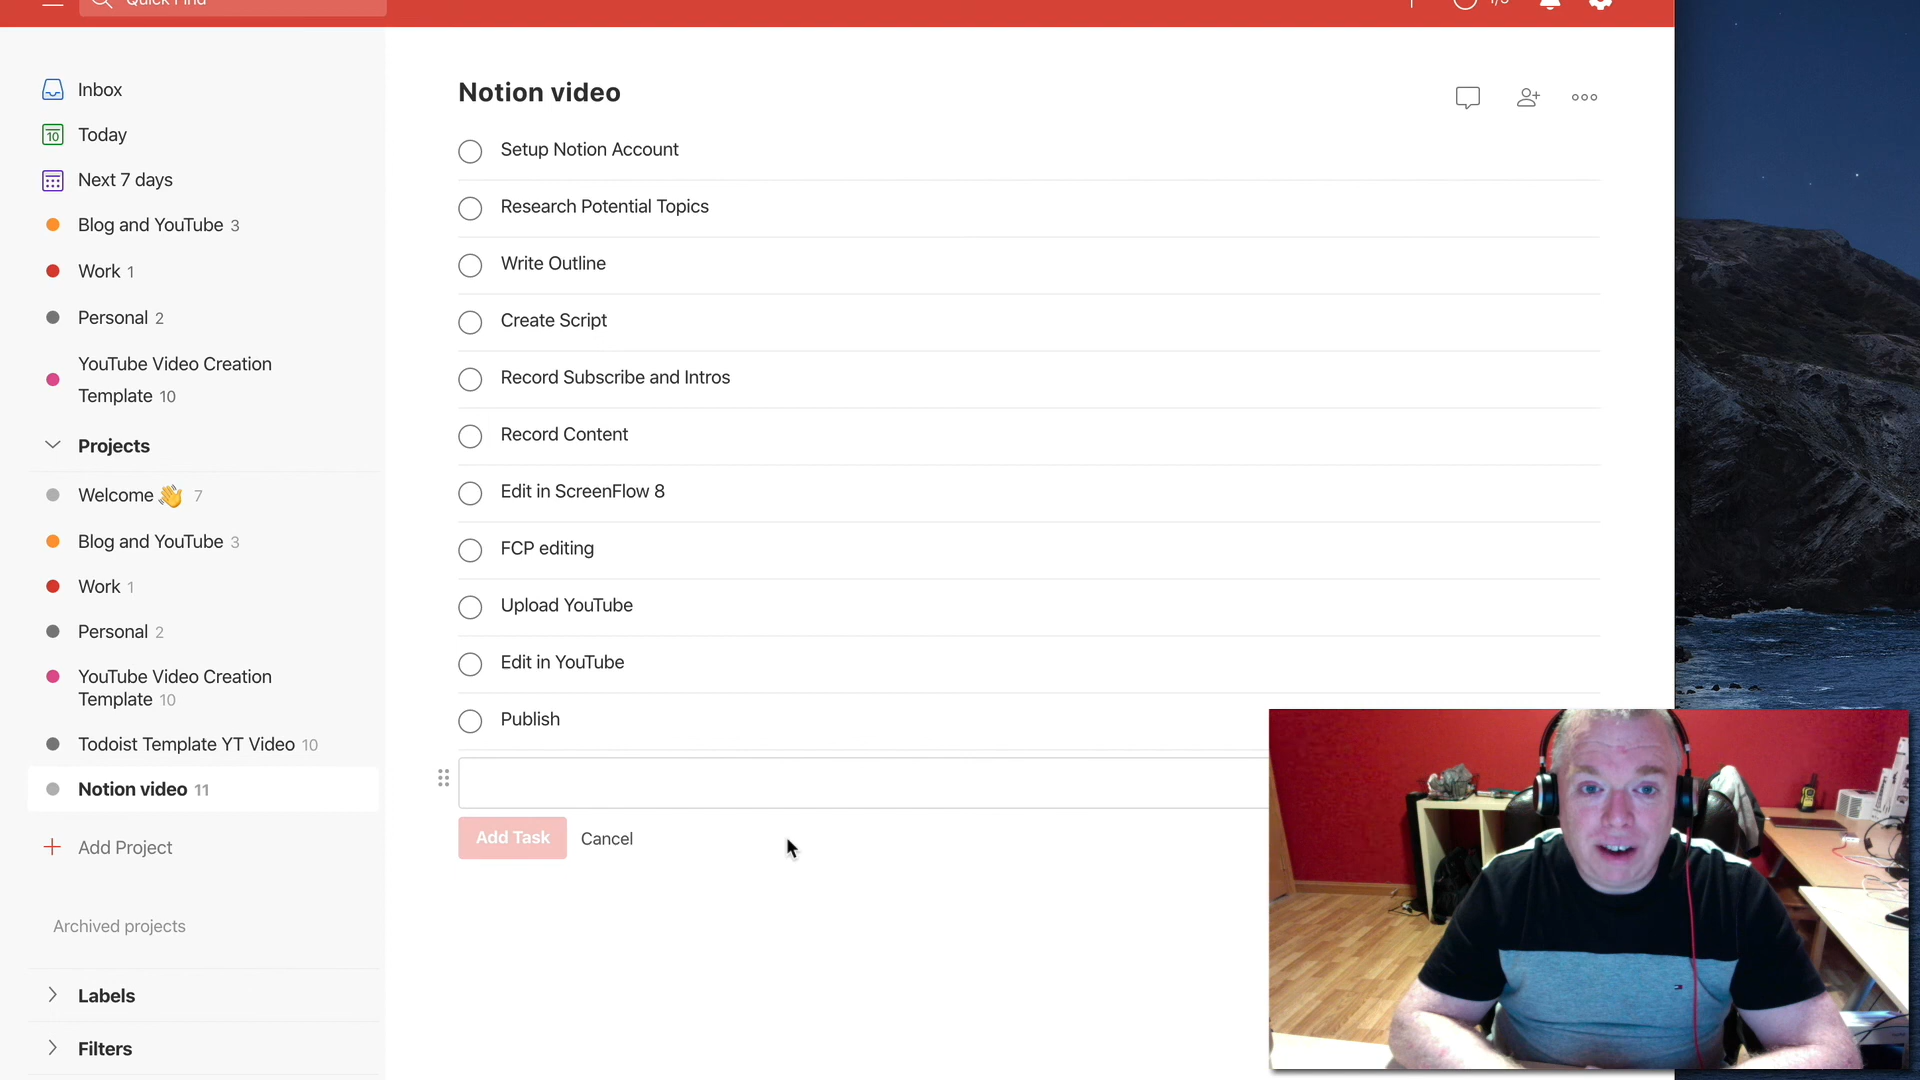 Quick Find
Inbox
10
Today
Next 7 days
Blog and YouTube 3
Work 1
Personal 2
YouTube Video Creation
Template 10
Projects
Welcome 👋 7
Blog and YouTube 3
Work 1
Personal 2
YouTube Video Creation
Template 10
Todoist Template YT Video 10
Notion video 11
Add Project
Archived projects
Labels
Filters
Notion video
Setup Notion Account
Research Potential Topics
Write Outline
Create Script
Record Subscribe and Intros
Record Content
Edit in ScreenFlow 8
FCP editing
Upload YouTube
Edit in YouTube
Publish
Add Task Cancel